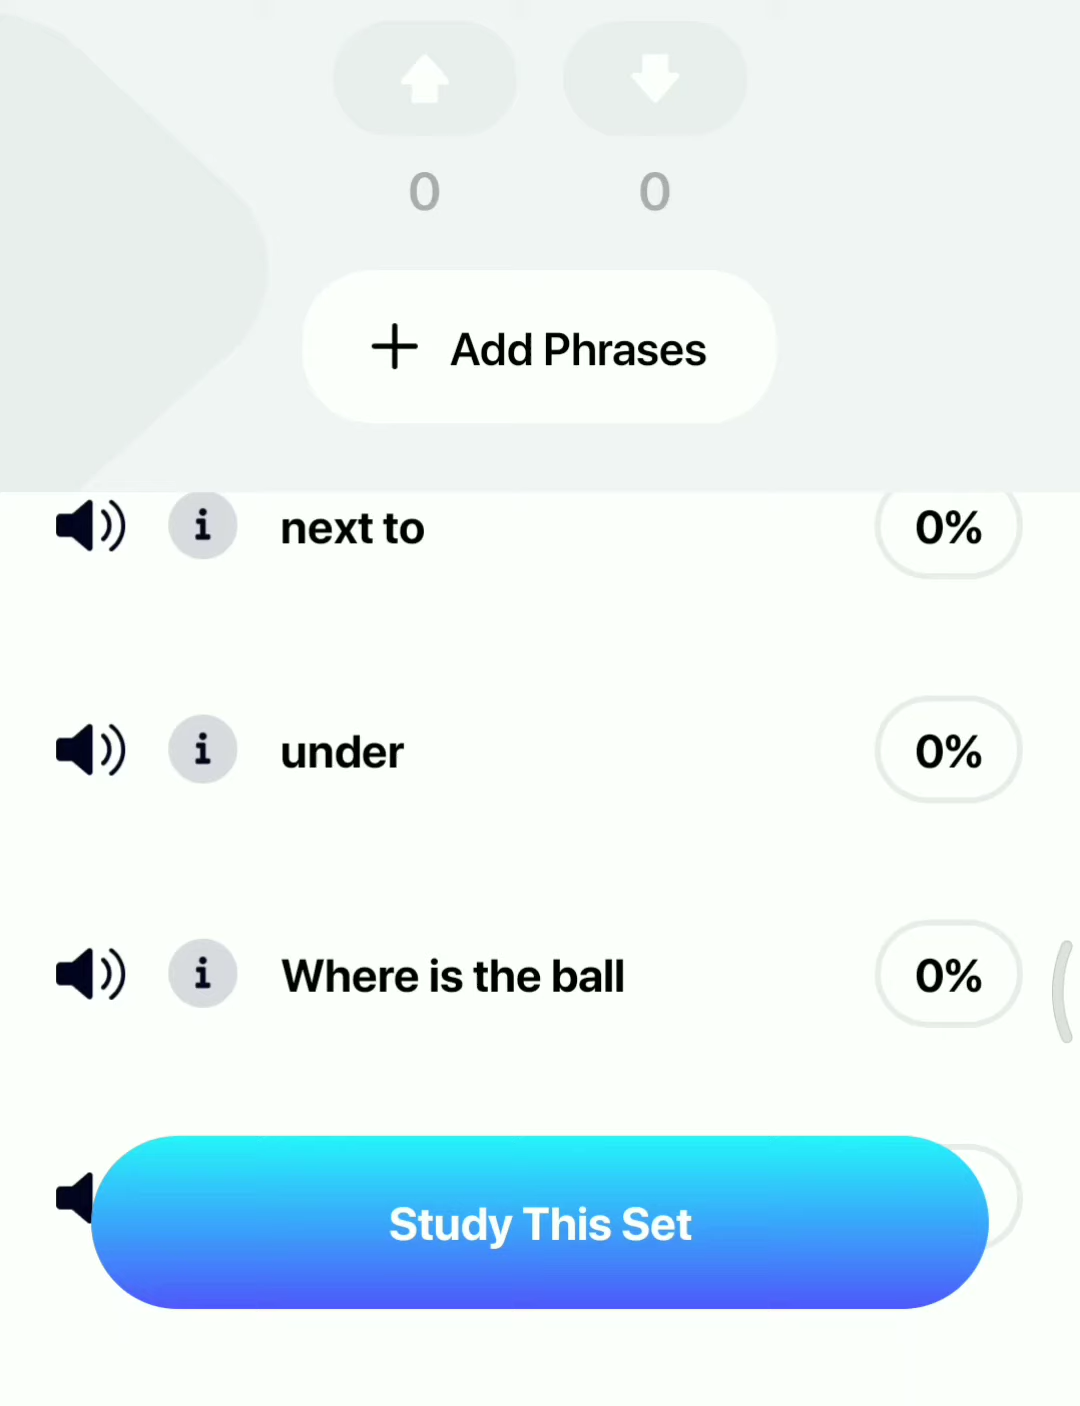 0 0
Add Phrases
next to 0%
under 0%
Where is the ball 0%
Study This Set